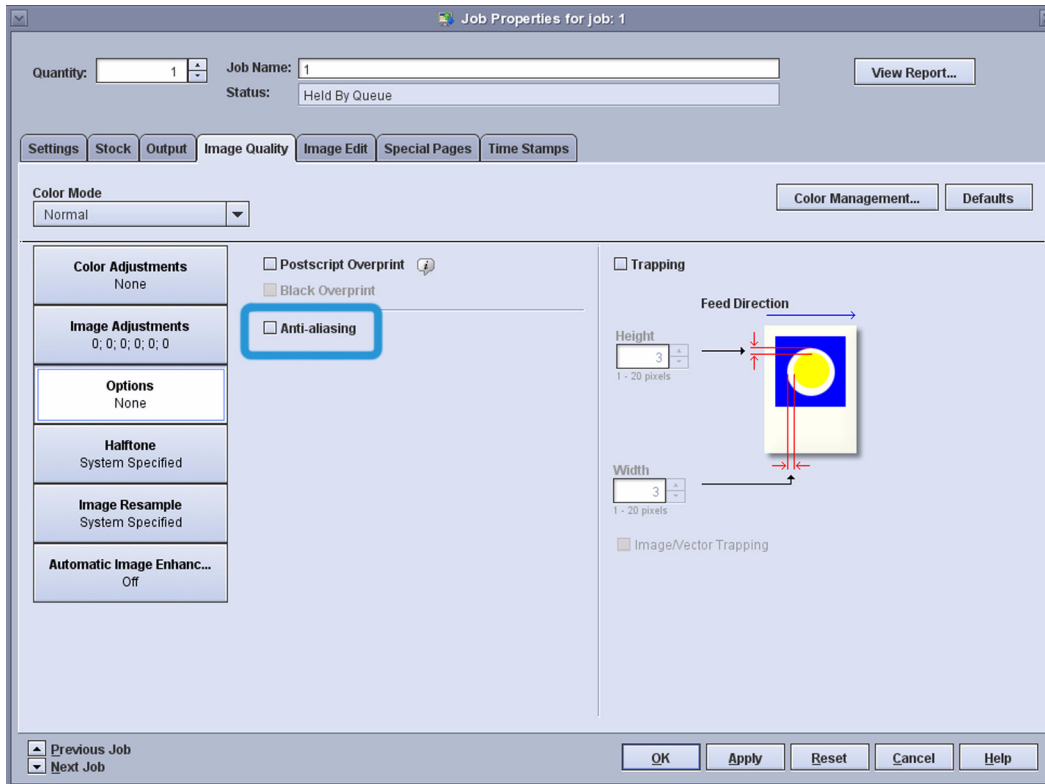 Job Properties for job: 1
Quantity: 1
Job Name: 1
View Report...
Status: Held By Queue
Settings Stock Output Image Quality Image Edit Special Pages Time Stamps
Color Mode
Normal
Color Management... Defaults
Color Adjustments
None
Image Adjustments
0; 0; 0; 0; 0; 0
Options
None
Halftone
System Specified
Image Resample
System Specified
Automatic Image Enhanc...
Off
Postscript Overprint
Black Overprint
Anti-aliasing
Trapping
Feed Direction
Height
3
1 - 20 pixels
Width
3
1 - 20 pixels
Image/Vector Trapping
Previous Job
Next Job
OK Apply Reset Cancel Help